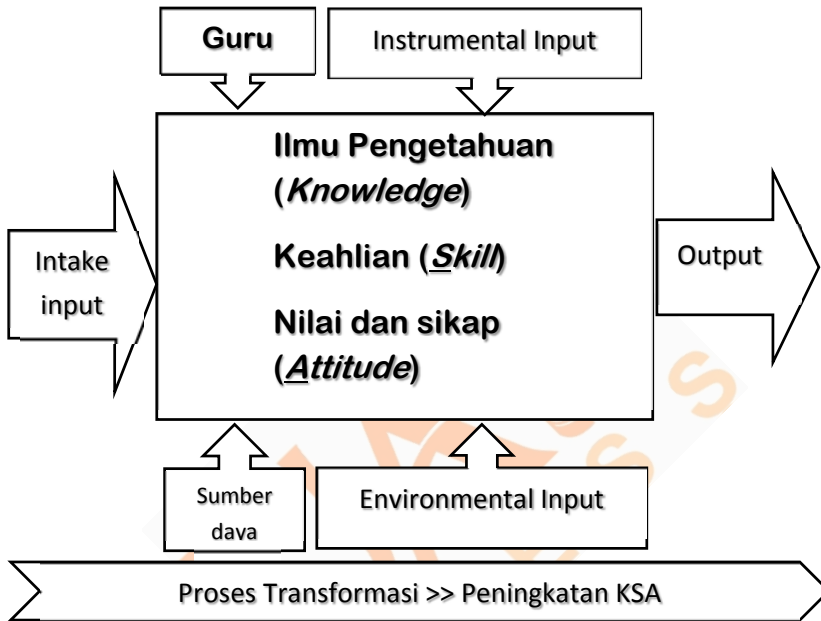 Guru
Instrumental Input
Ilmu Pengetahuan
(Knowledge)
Keahlian (Skill)
Nilai dan sikap
(Attitude)
Intake
input
Output
Sumber
dava
Environmental Input
Proses Transformasi >> Peningkatan KSA